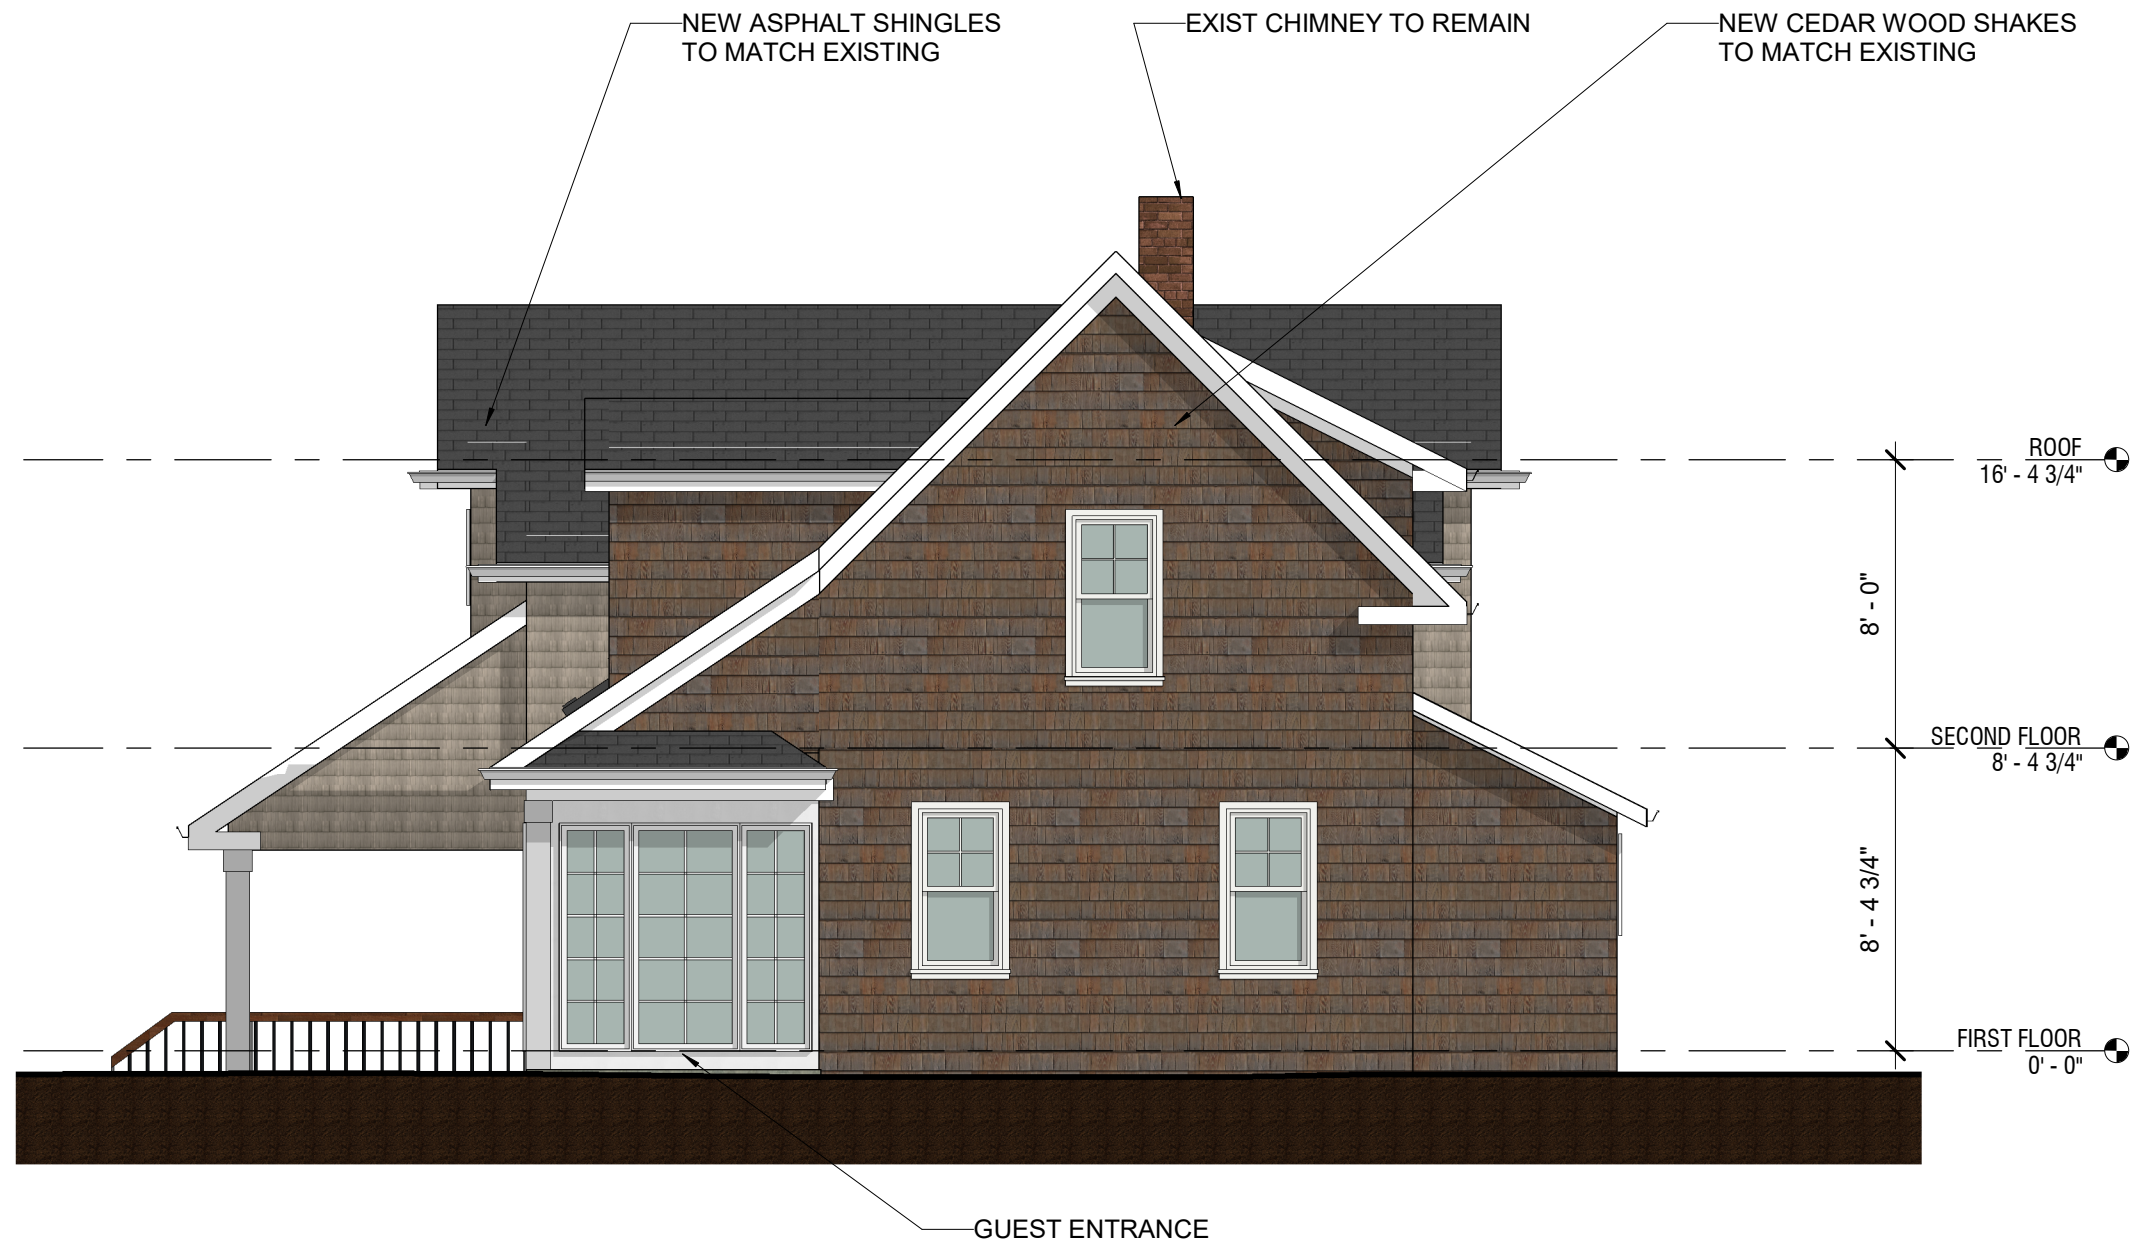 NEW ASPHALT SHINGLES
TO MATCH EXISTING
EXIST CHIMNEY TO REMAIN
NEW CEDAR WOOD SHAKES
TO MATCH EXISTING
ROOF
16' - 4 3/4"
8' - 0"
SECOND FLOOR
8' - 4 3/4"
8' - 4 3/4"
FIRST FLOOR
0' - 0"
GUEST ENTRANCE